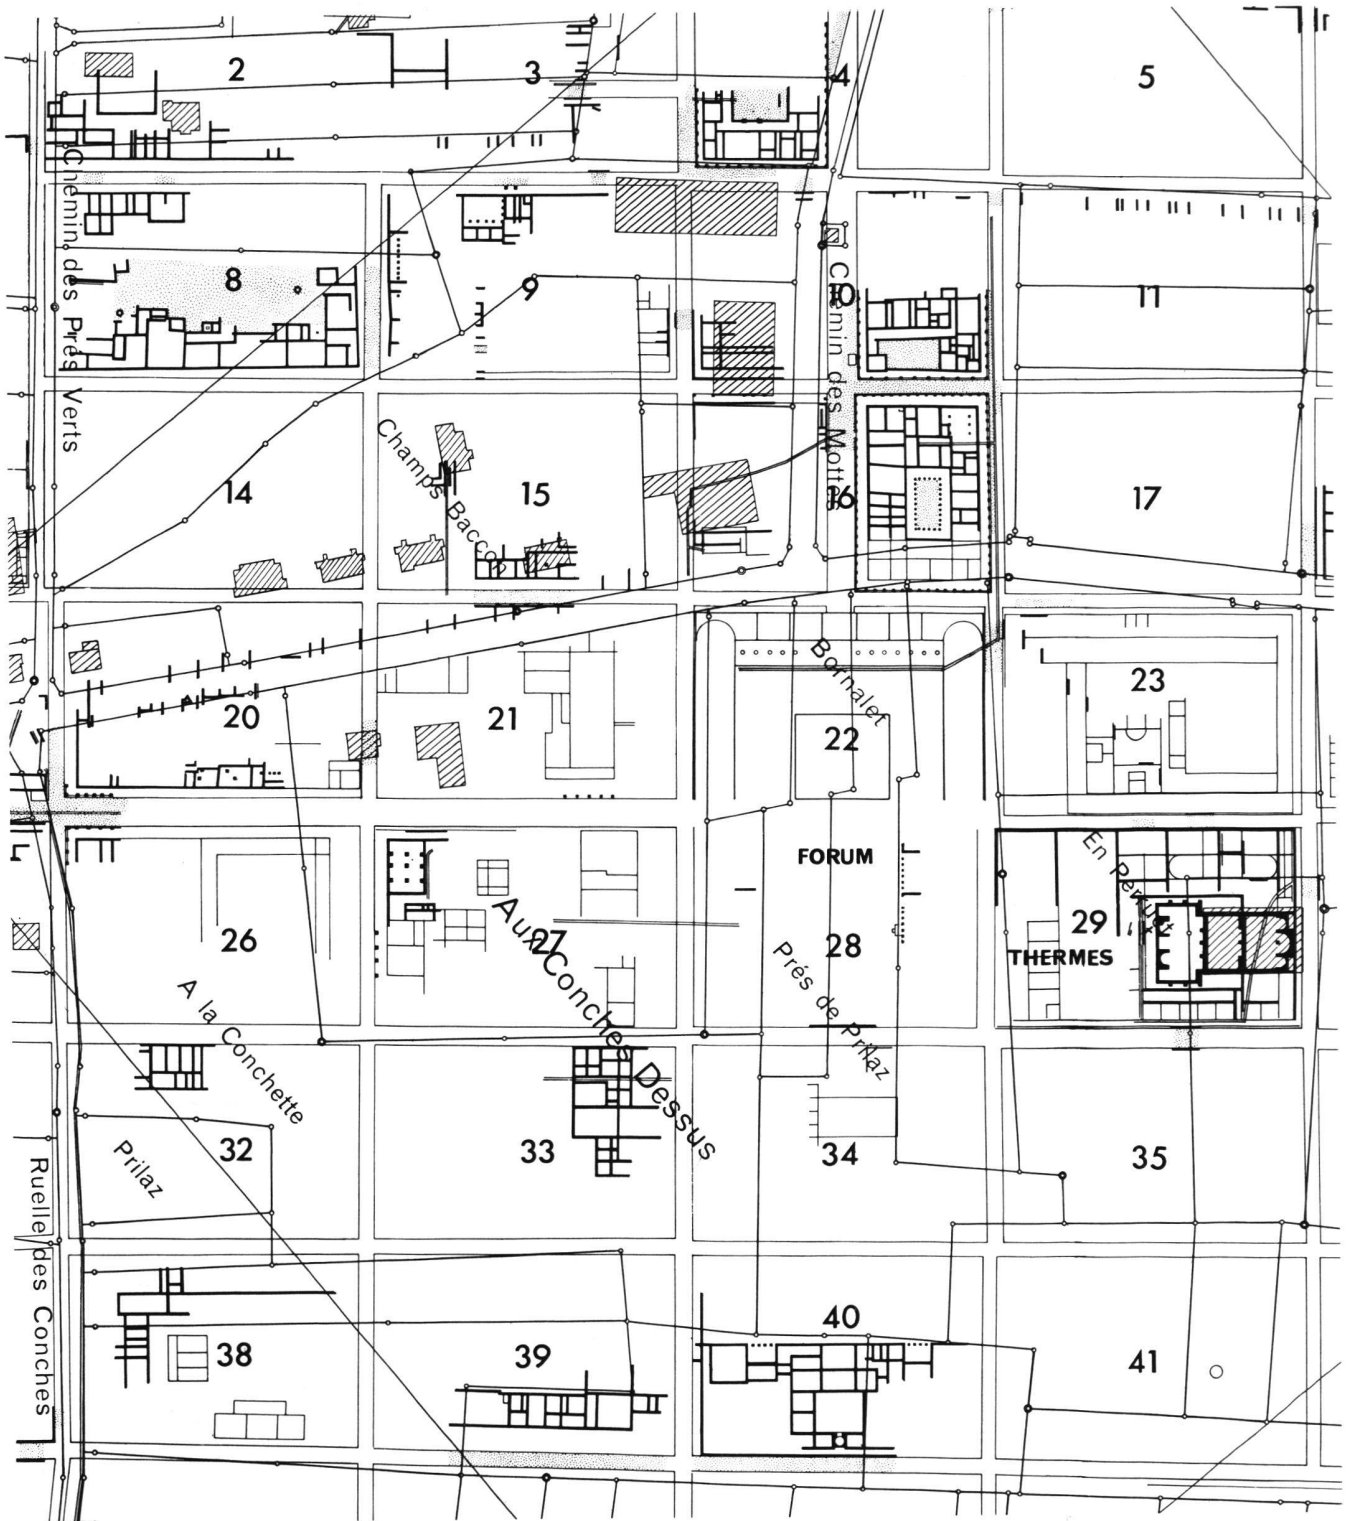 2
3
4
5
Chemin des Prés Verts
8
9
Chemin des Mottes
10
11
Champs Baccon
14
15
16
17
Bornalet
20
21
22
23
FORUM
En Perruet
Aux Conches Dessus
26
27
Prés de Prilaz
28
29
THERMES
A la Conchette
Prilaz
32
33
34
35
Ruelle des Conches
38
39
40
41